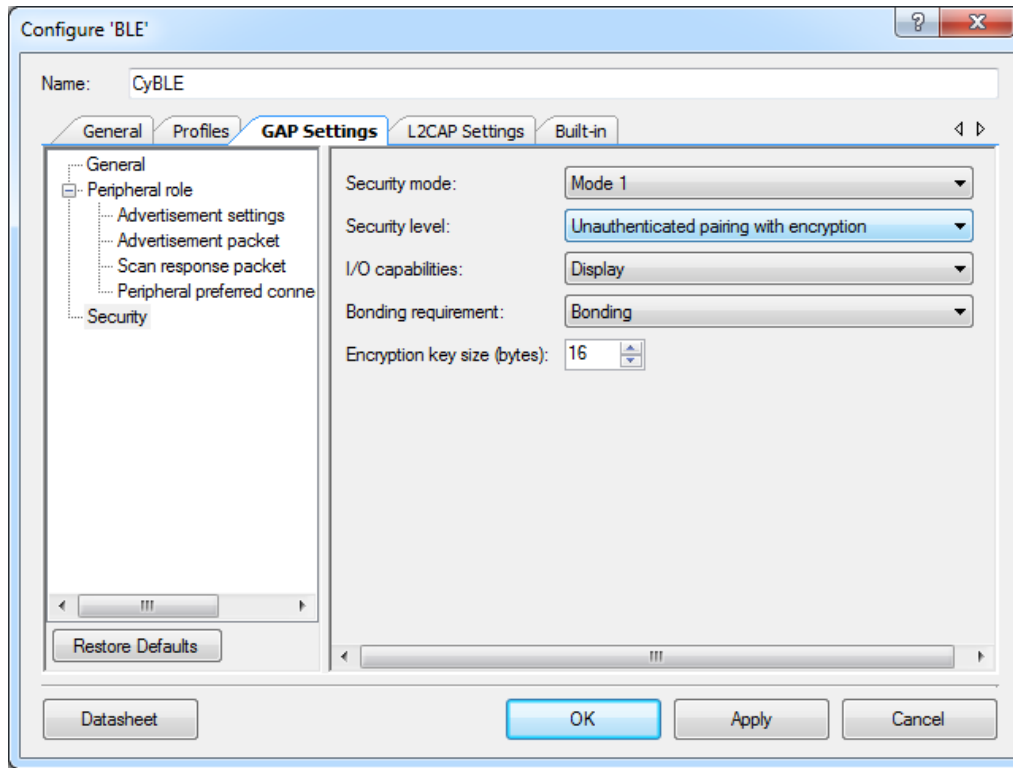 Configure 'BLE'
Name: CyBLE
General Profiles GAP Settings L2CAP Settings Built-in
General
Peripheral role
Advertisement settings
Advertisement packet
Scan response packet
Peripheral preferred conne
Security
Security mode: Mode 1
Security level: Unauthenticated pairing with encryption
I/O capabilities: Display
Bonding requirement: Bonding
Encryption key size (bytes): 16
Restore Defaults
Datasheet OK Apply Cancel